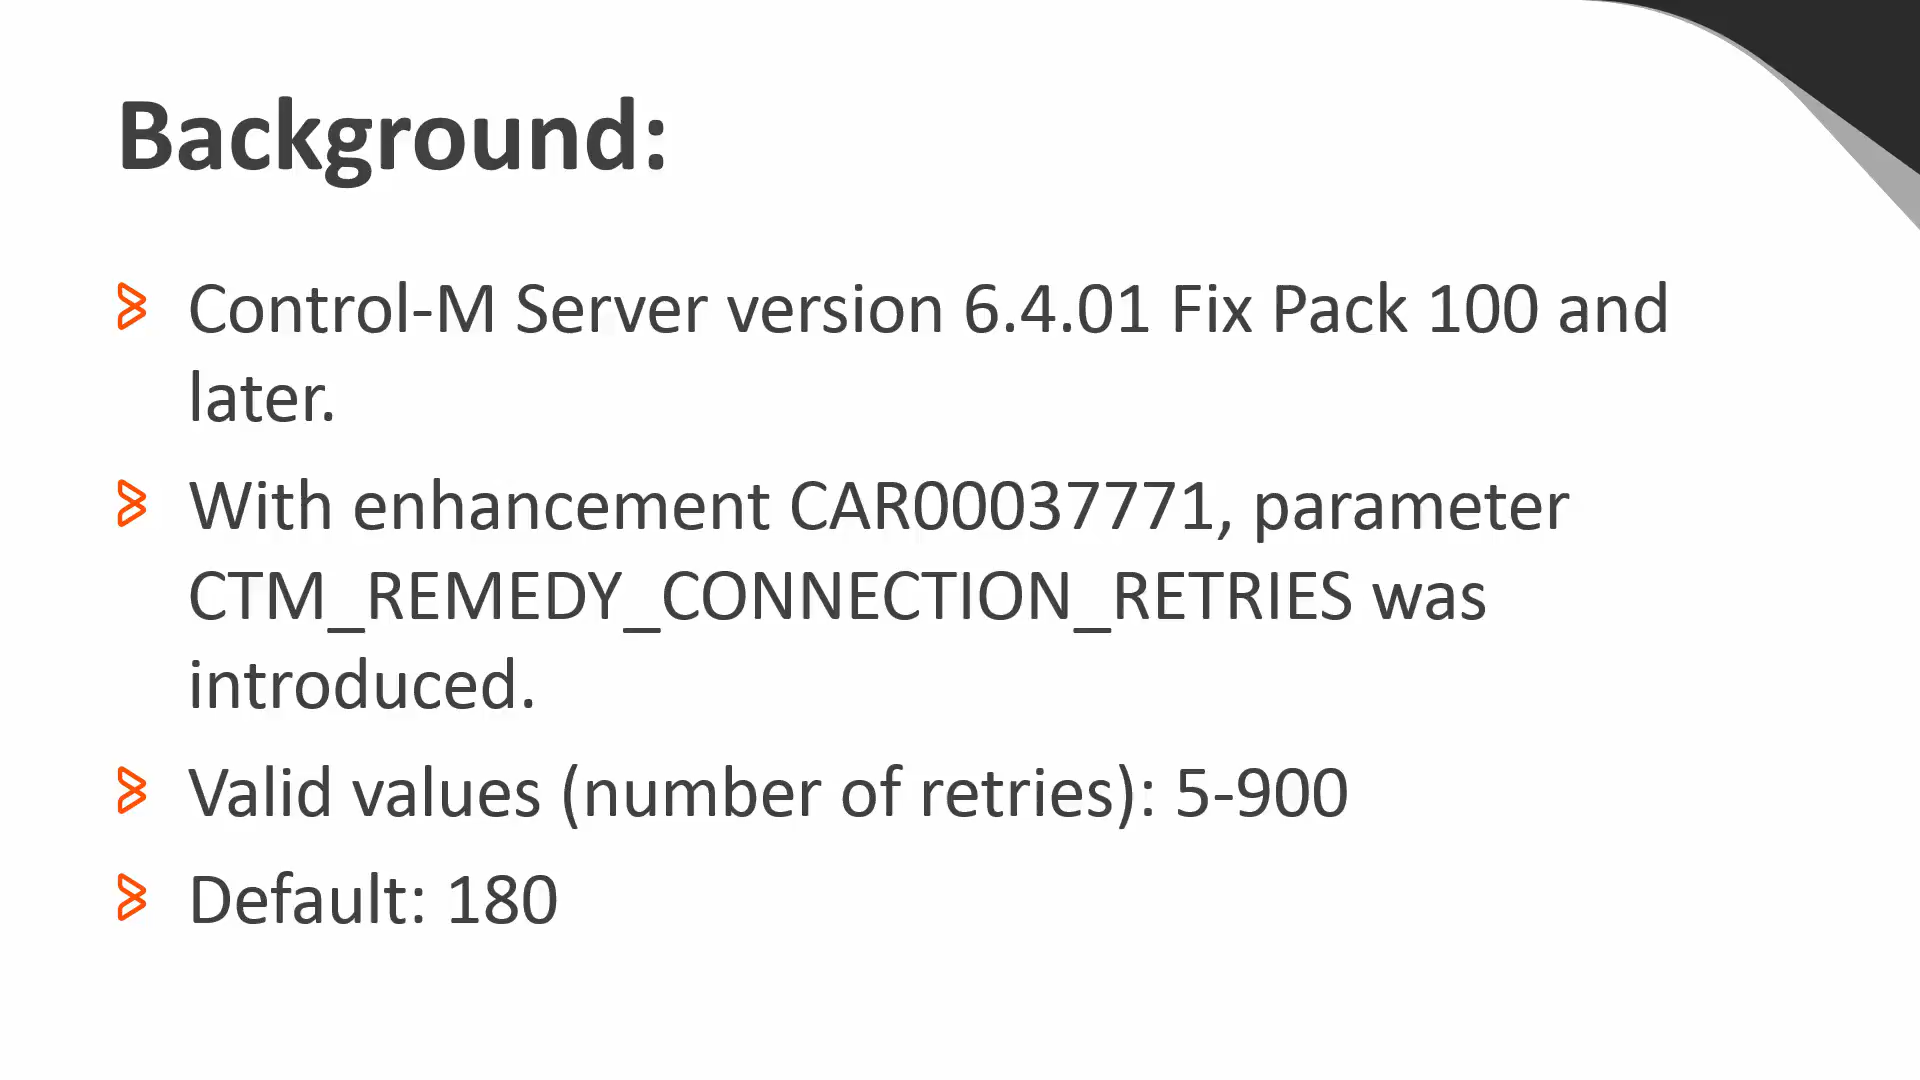 Background:
Control-M Server version 6.4.01 Fix Pack 100 and
later.
With enhancement CAR00037771, parameter
CTM_REMEDY_CONNECTION_RETRIES was
introduced.
Valid values (number of retries): 5-900
Default: 180